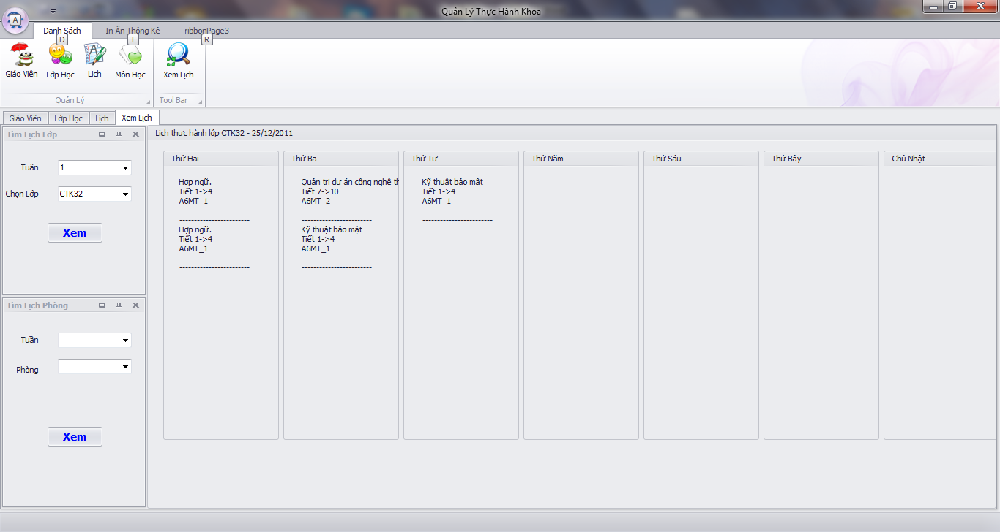 Quản Lý Thực Hành Khoa
A
Danh Sách
In Ấn Thông Kê
ribbonPage3
D
I
R
Giáo Viên
Lớp Học
Lich
Môn Học
Xem Lịch
Quản Lý
Tool Bar
Giáo Viên
Lớp Học
Lịch
Xem Lịch
Tìm Lịch Lớp
Tuần
1
Chọn Lớp
CTK32
Xem
Tìm Lịch Phòng
Tuần
Phòng
Xem
Lich thực hành lớp CTK32 - 25/12/2011
Thứ Hai
Hợp ngữ.
Tiết 1->4
A6MT_1
------------------------
Hợp ngữ.
Tiết 1->4
A6MT_1
------------------------
Thứ Ba
Quản trị dự án công nghệ th
Tiết 7->10
A6MT_2
------------------------
Kỹ thuật bảo mật
Tiết 1->4
A6MT_1
------------------------
Thứ Tư
Kỹ thuật bảo mật
Tiết 1->4
A6MT_1
------------------------
Thứ Năm
Thứ Sáu
Thứ Bảy
Chủ Nhật